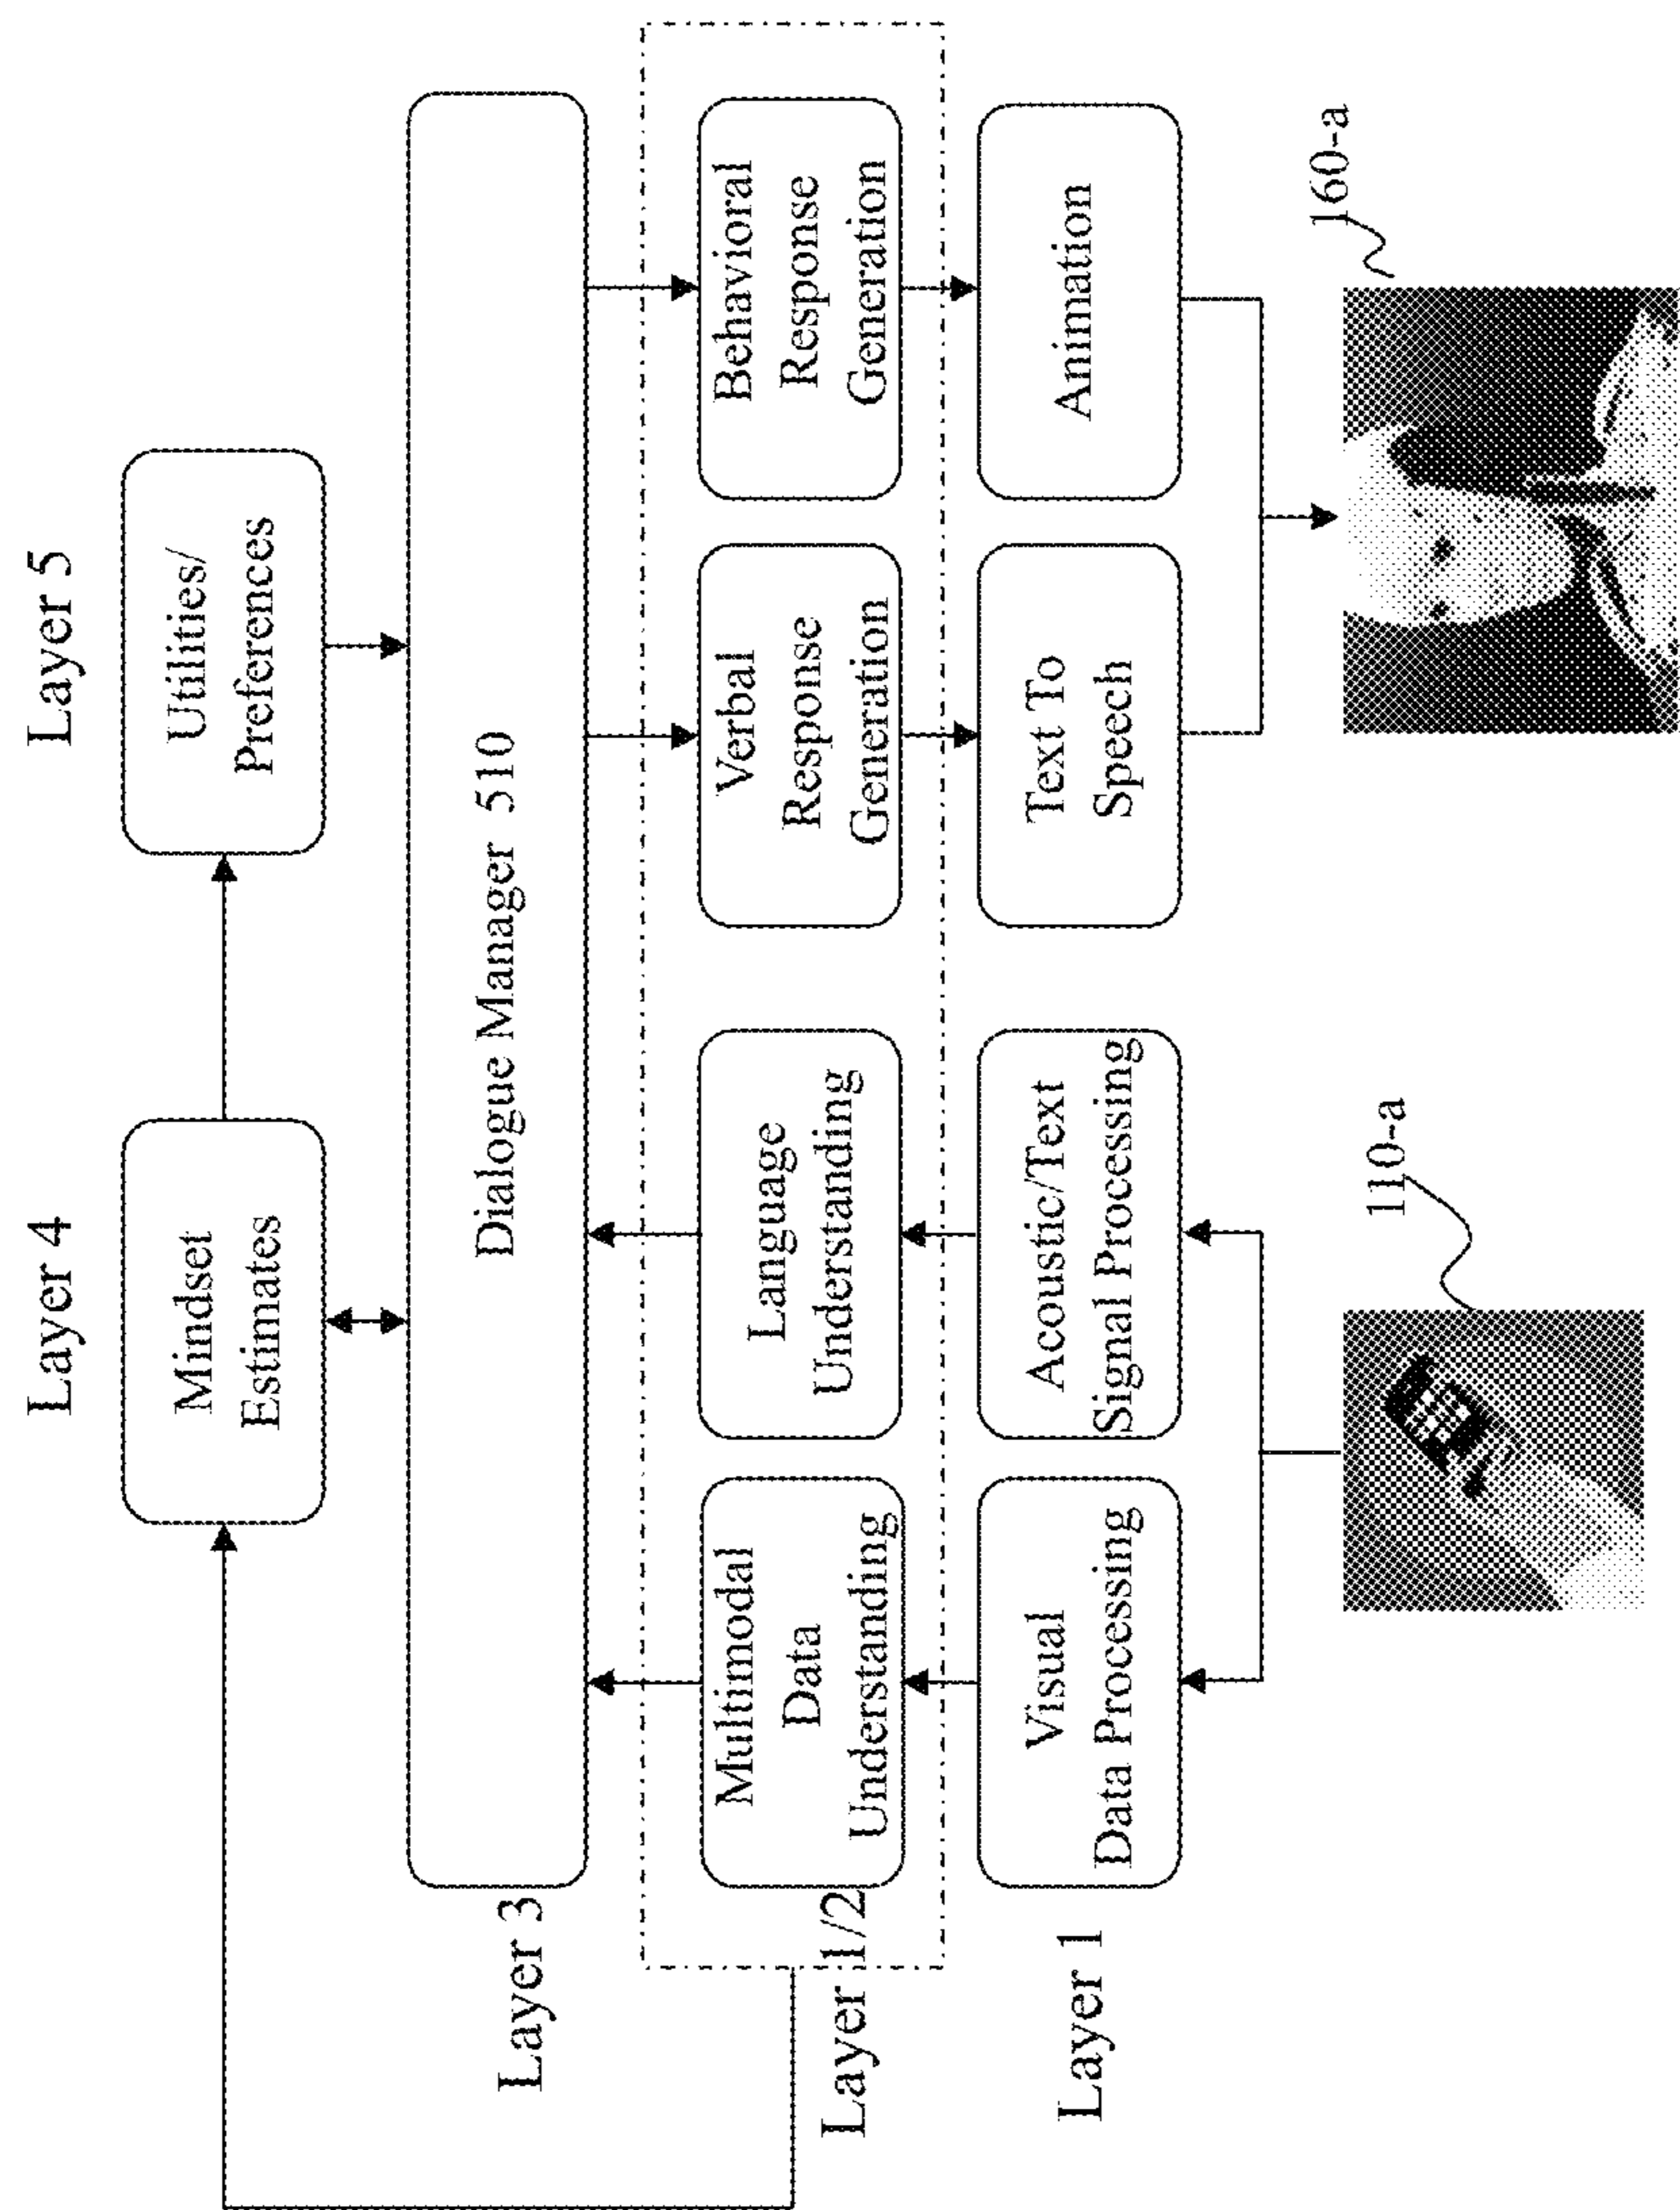 Layer 4
Layer 5
Mindset
Estimates
Utilities/
Preferences
Layer 3
Dialogue Manager 510
Layer 1/2
Multimodal
Data
Understanding
Language
Understanding
Verbal
Response
Generation
Behavioral
Response
Generation
Layer 1
Visual
Data Processing
Acoustic/Text
Signal Processing
Text To
Speech
Animation
110-a
160-a